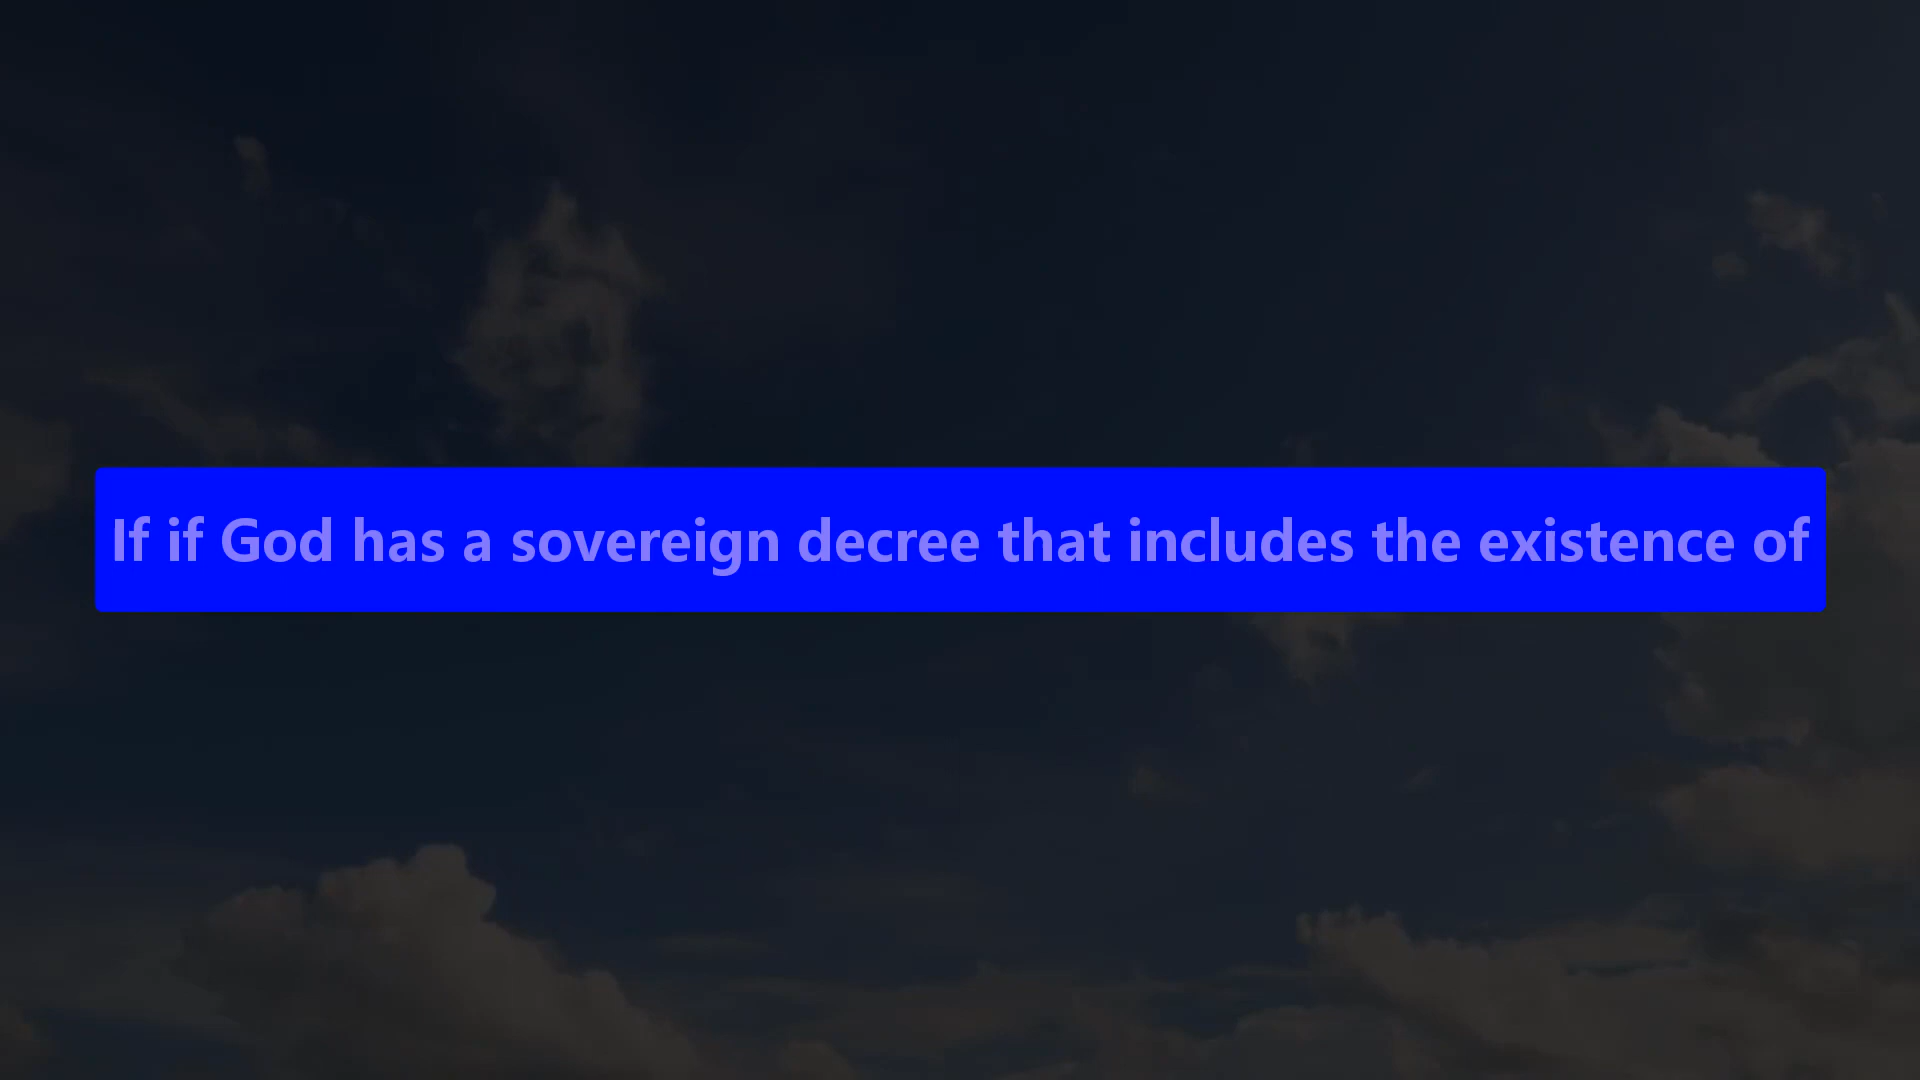 If if God has a sovereign decree that includes the existence of